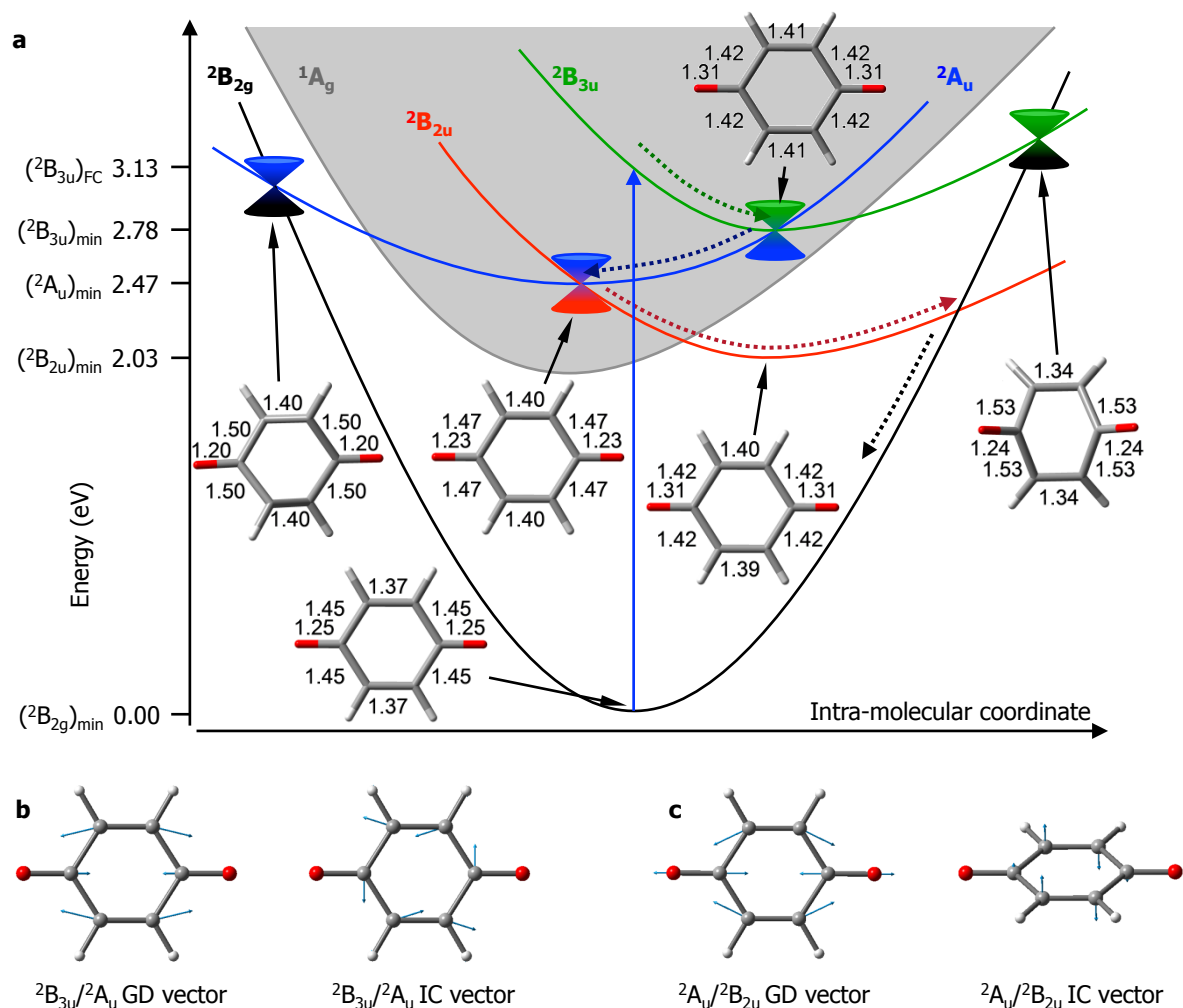 a
²B₂g
¹Ag
²B₂u
²B₃u
²Au
Energy (eV)
(²B₃u)FC 3.13
(²B₃u)min 2.78
(²Au)min 2.47
(²B₂u)min 2.03
(²B₂g)min 0.00
Intra-molecular coordinate
1.41
1.42 1.42
1.31 1.31
1.42 1.42
1.41
1.40
1.50 1.50
1.20 1.20
1.50 1.50
1.40
1.40
1.47 1.47
1.23 1.23
1.47 1.47
1.40
1.40
1.42 1.42
1.31 1.31
1.42 1.42
1.39
1.34
1.53 1.53
1.24 1.24
1.53 1.53
1.34
1.37
1.45 1.45
1.25 1.25
1.45 1.45
1.37
b
c
²B₃u/²Au GD vector
²B₃u/²Au IC vector
²Au/²B₂u GD vector
²Au/²B₂u IC vector